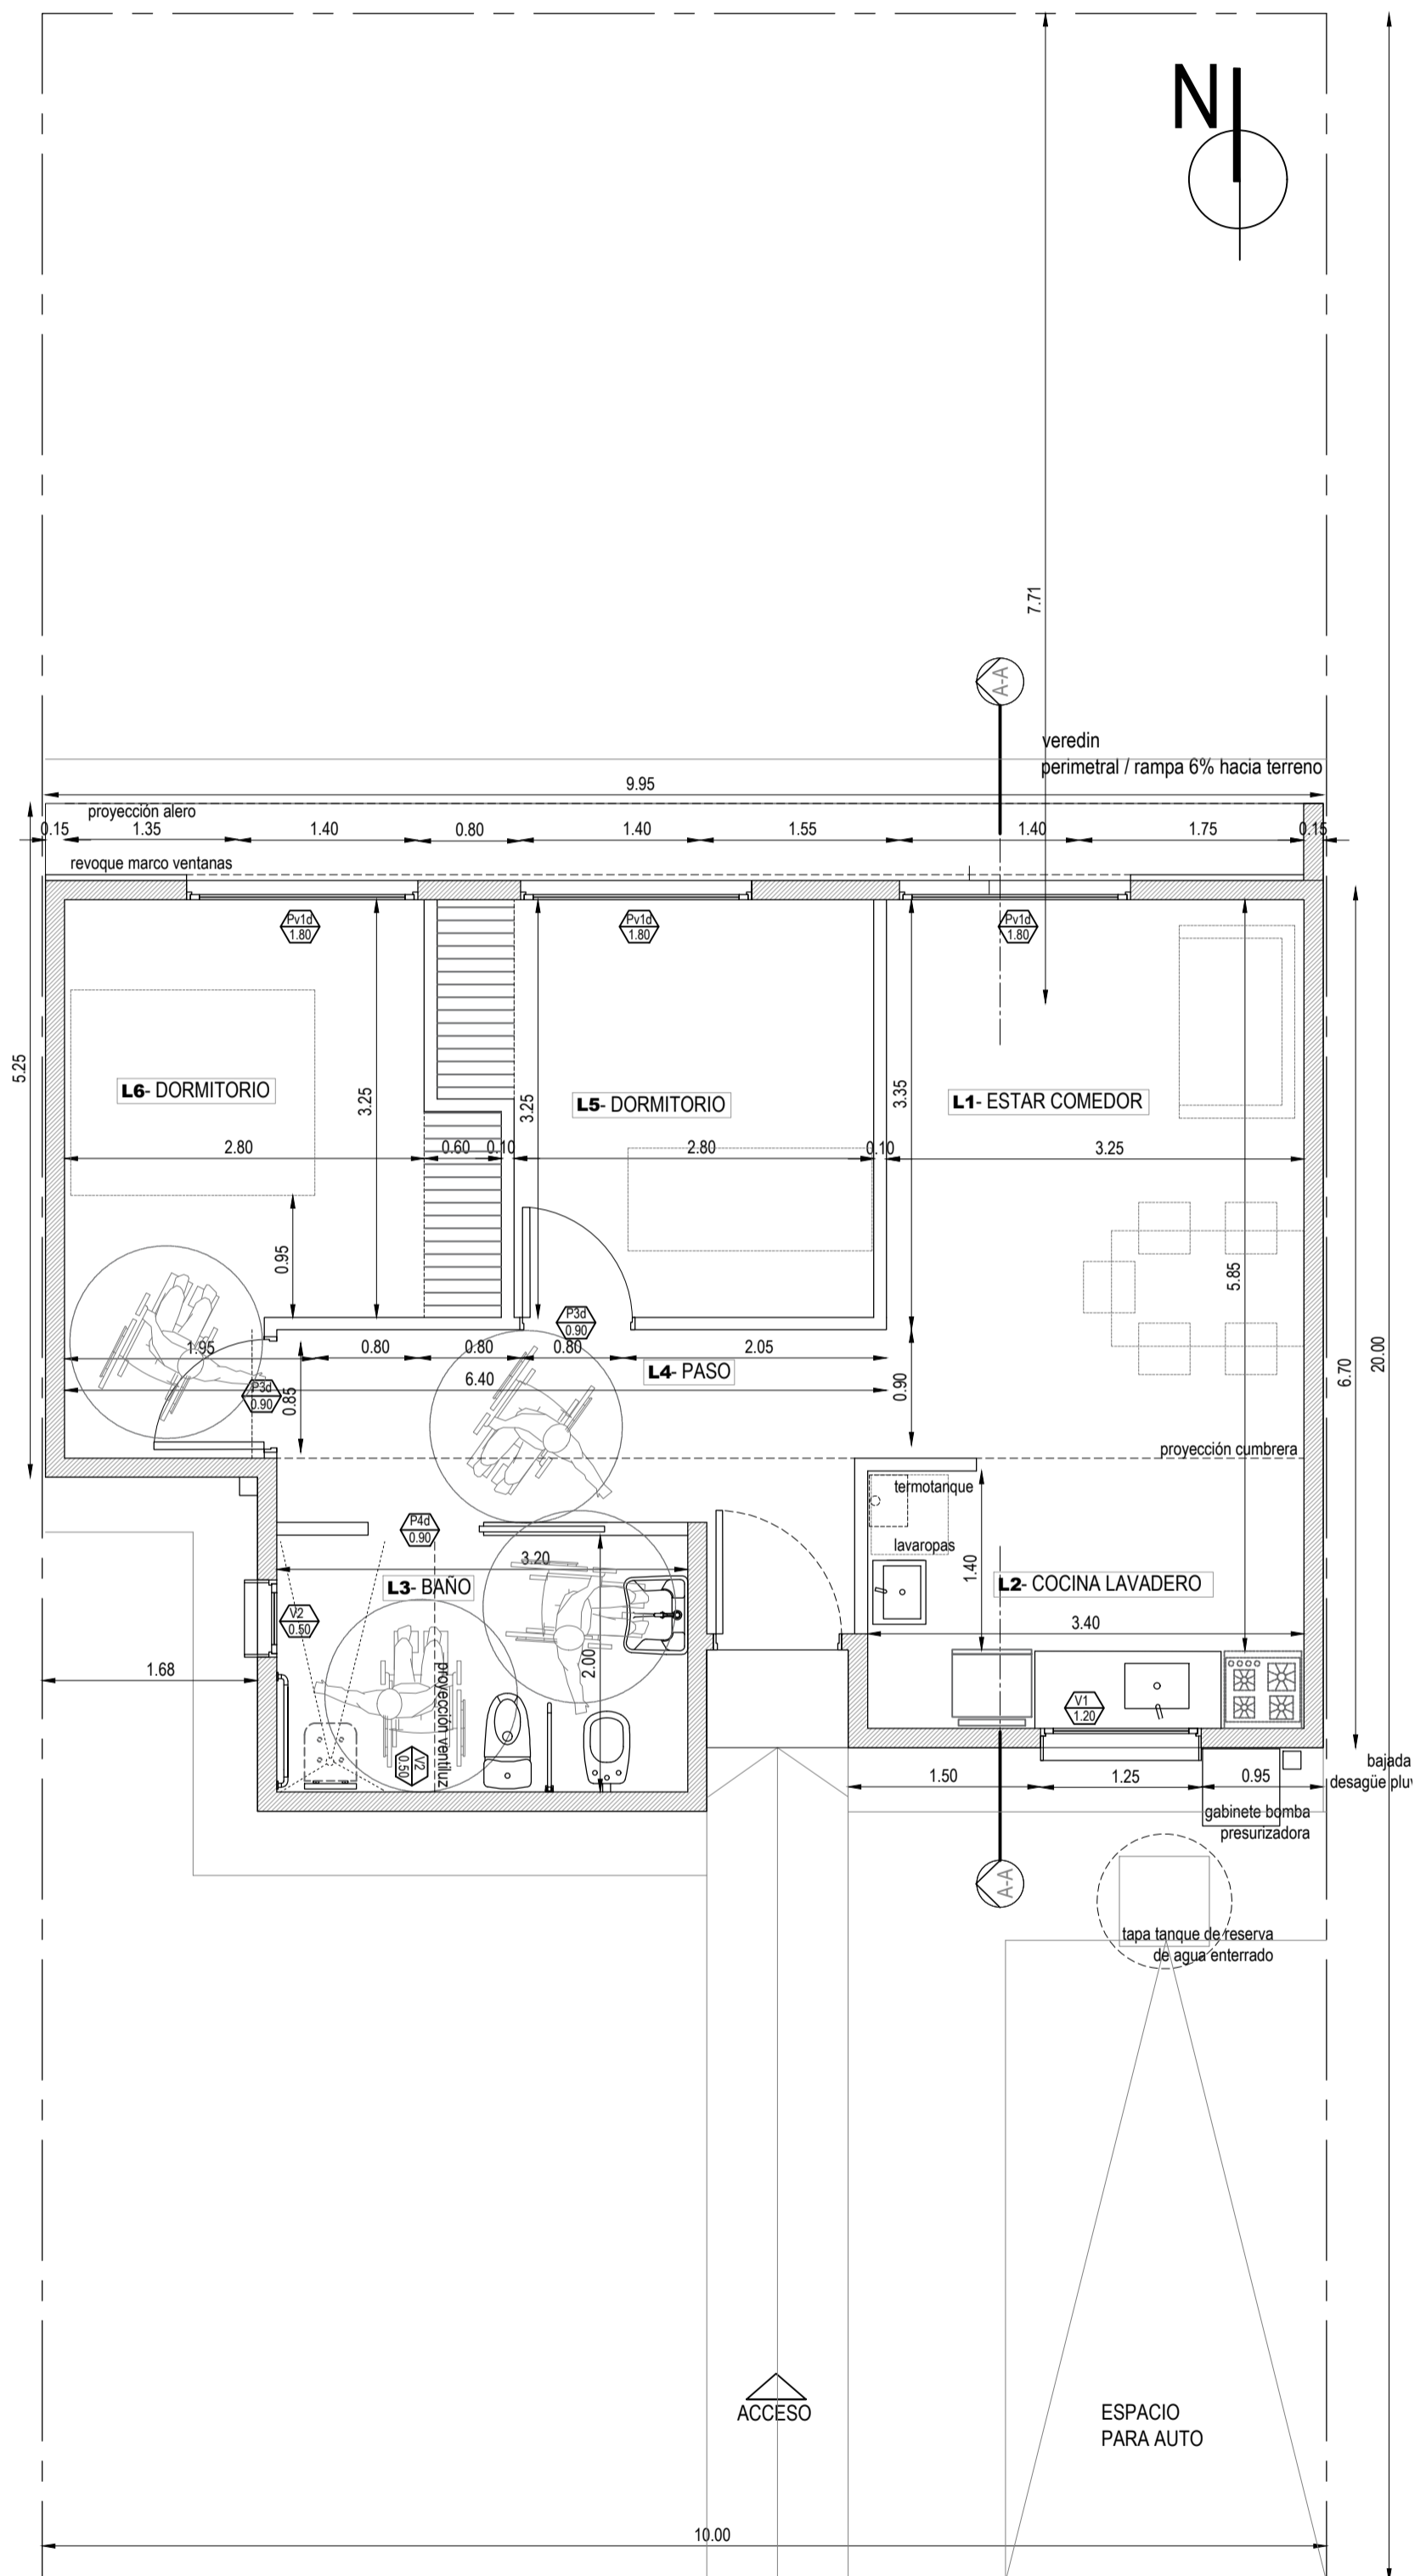 N
7.71
A-A
veredin
perimetral / rampa 6% hacia terreno
9.95
proyección alero
0.15
1.35
1.40
0.80
1.40
1.55
1.40
1.75
0.15
revoque marco ventanas
Pv1d
1.80
Pv1d
1.80
Pv1d
1.80
5.25
L6- DORMITORIO
3.25
L5- DORMITORIO
3.25
L1- ESTAR COMEDOR
3.35
2.80
0.60
0.10
2.80
0.10
3.25
0.95
5.85
P3d
0.90
1.95
0.80
0.80
0.80
2.05
L4- PASO
6.40
P3d
0.90
0.85
0.90
6.70
20.00
proyección cumbrera
termotanque
P4d
0.90
lavaropas
3.20
L3- BAÑO
1.40
L2- COCINA LAVADERO
V2
0.50
3.40
1.68
2.00
proyección ventiluz
V2
0.50
V1
1.20
1.50
1.25
0.95
bajada
desagüe pluv
gabinete bomba
presurizadora
A-A
tapa tanque de reserva
de agua enterrado
ACCESO
ESPACIO
PARA AUTO
10.00